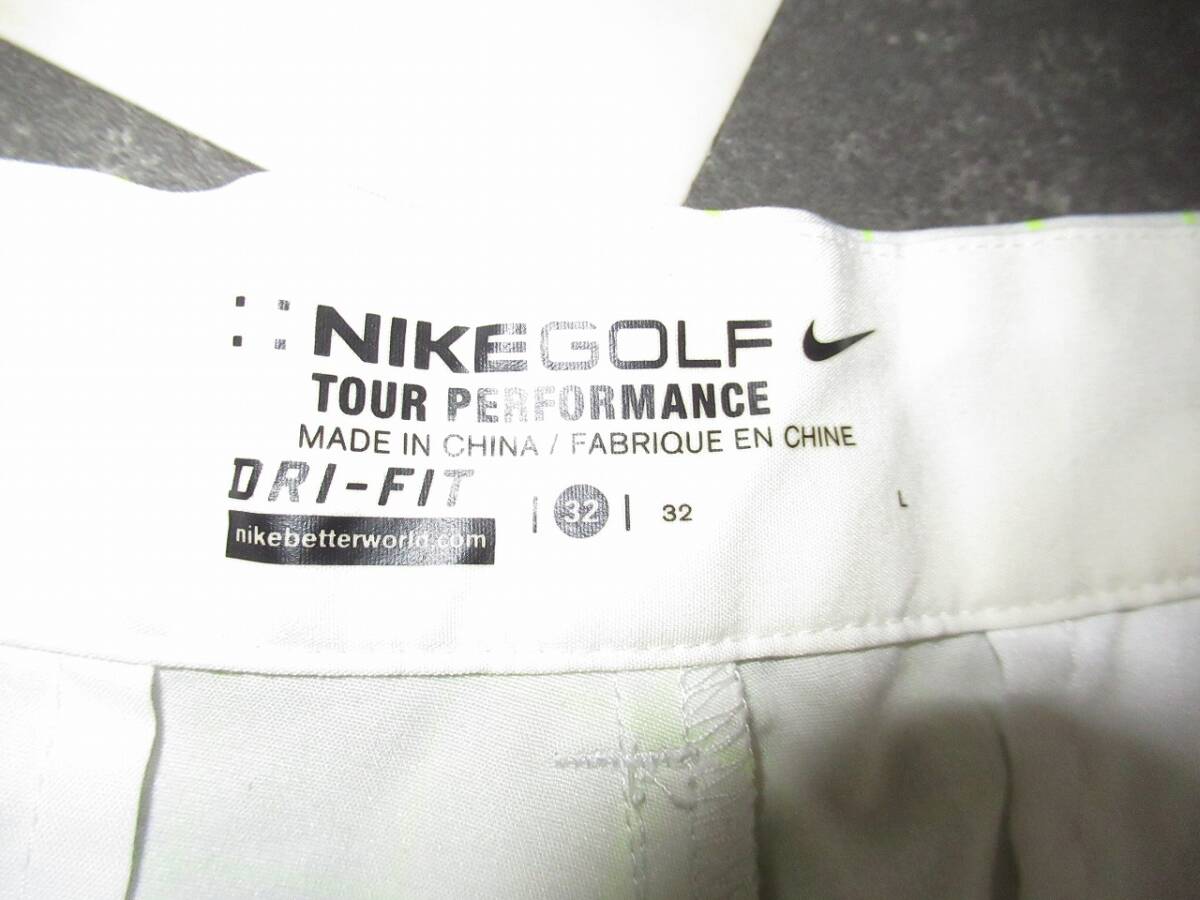 NIKEGOLF
TOUR PERFORMANCE
MADE IN CHINA / FABRIQUE EN CHINE
DRI-FIT
nikebetterworld.com
| 32 | 32 L